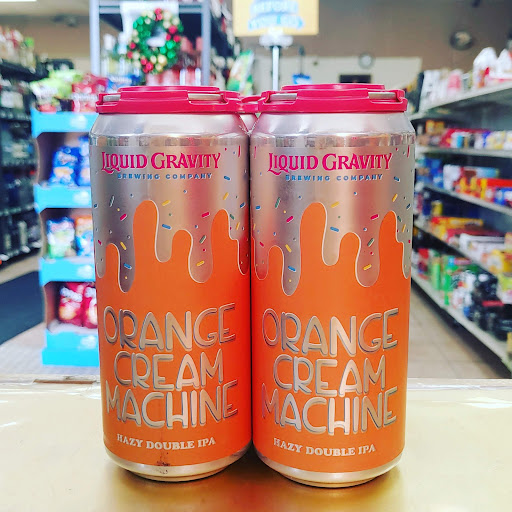 LIQUID GRAVITY
BREWING COMPANY
ORANGE
CREAM
MACHINE
HAZY DOUBLE IPA
LIQUID GRAVITY
BREWING COMPANY
ORANGE
CREAM
MACHINE
HAZY DOUBLE IPA